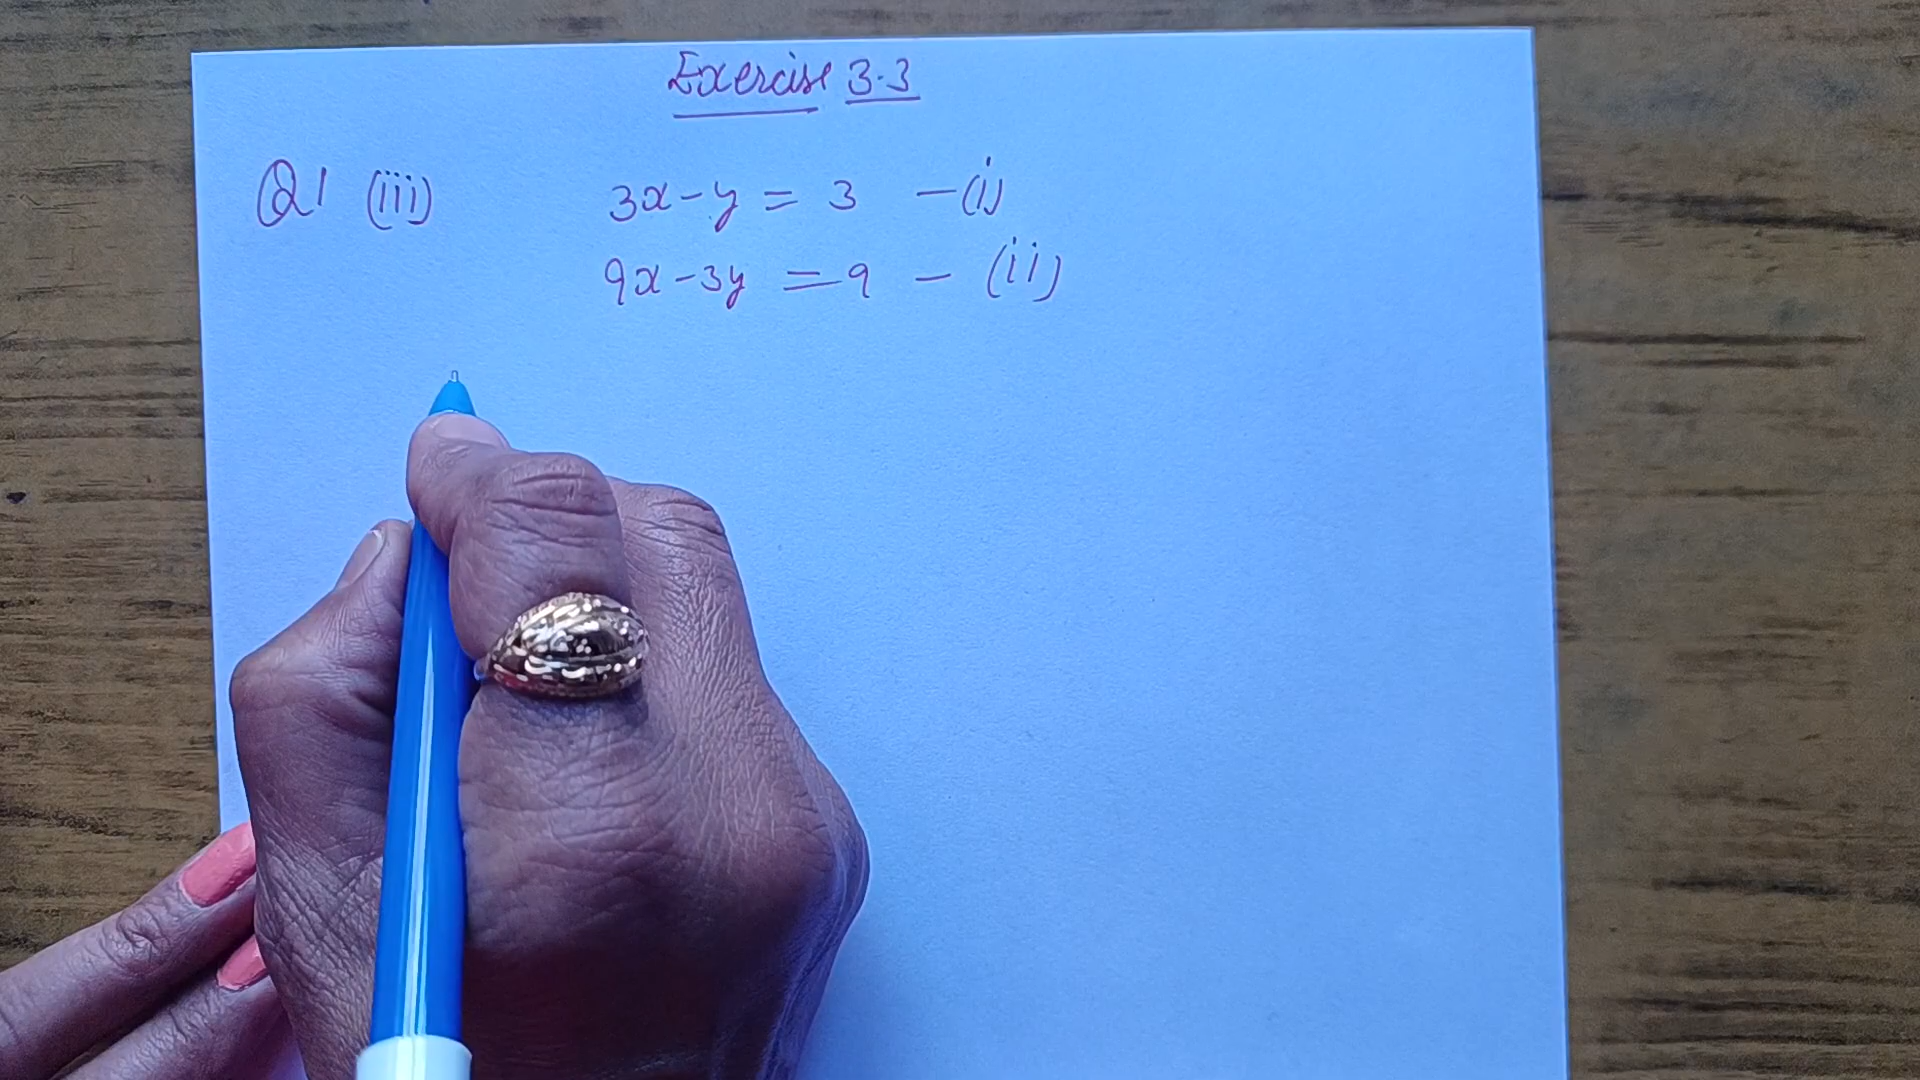 Exercise 3.3
Q1 (iii) 3x-y = 3 -(i)
9x-3y = 9 - (ii)